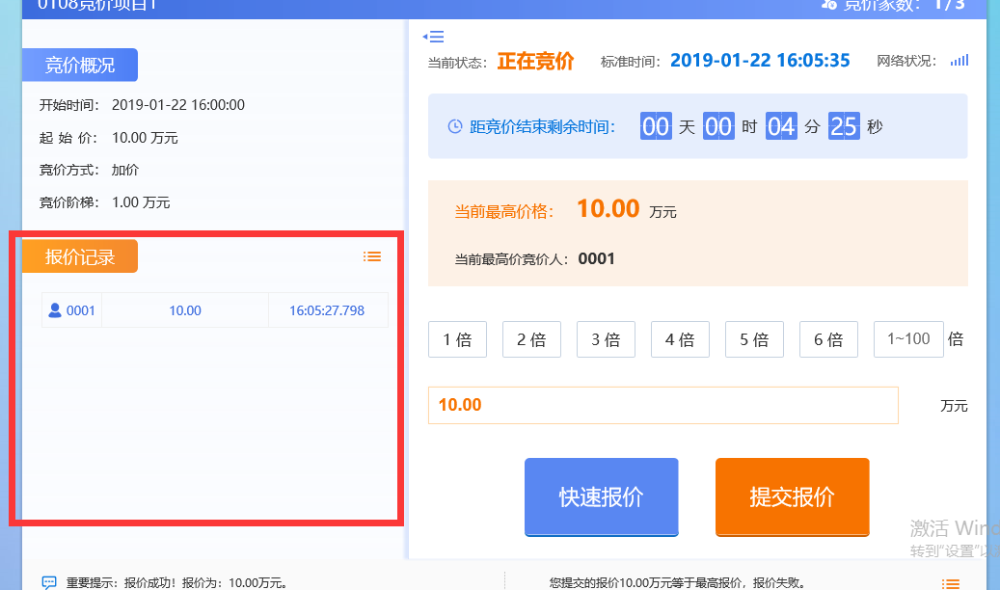 0108竞价项目1
竞价家数: 1 / 3
竞价概况
开始时间: 2019-01-22 16:00:00
起 始 价: 10.00 万元
竞价方式: 加价
竞价阶梯: 1.00 万元
报价记录
0001 10.00 16:05:27.798
当前状态: 正在竞价 标准时间: 2019-01-22 16:05:35 网络状况:
距竞价结束剩余时间: 00 天 00 时 04 分 25 秒
当前最高价格: 10.00 万元
当前最高价竞价人: 0001
1 倍 2 倍 3 倍 4 倍 5 倍 6 倍 1~100 倍
10.00 万元
快速报价 提交报价
激活 Wind
转到"设置"以
重要提示: 报价成功! 报价为: 10.00万元。
您提交的报价10.00万元等于最高报价, 报价失败。